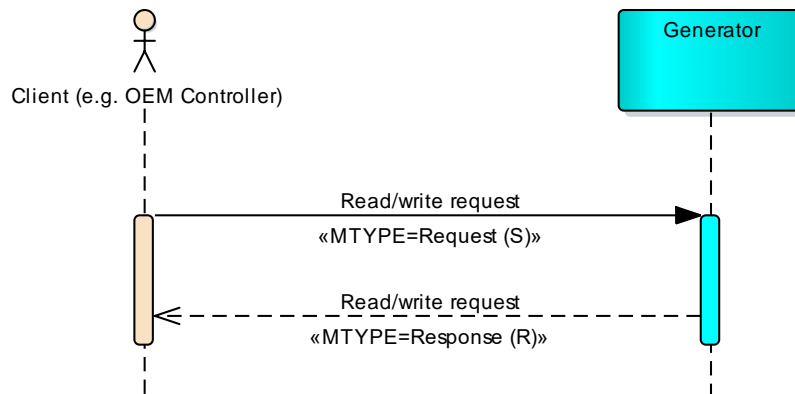 Generator
Client (e.g. OEM Controller)
Read/write request
«MTYPE=Request (S)»
Read/write request
«MTYPE=Response (R)»